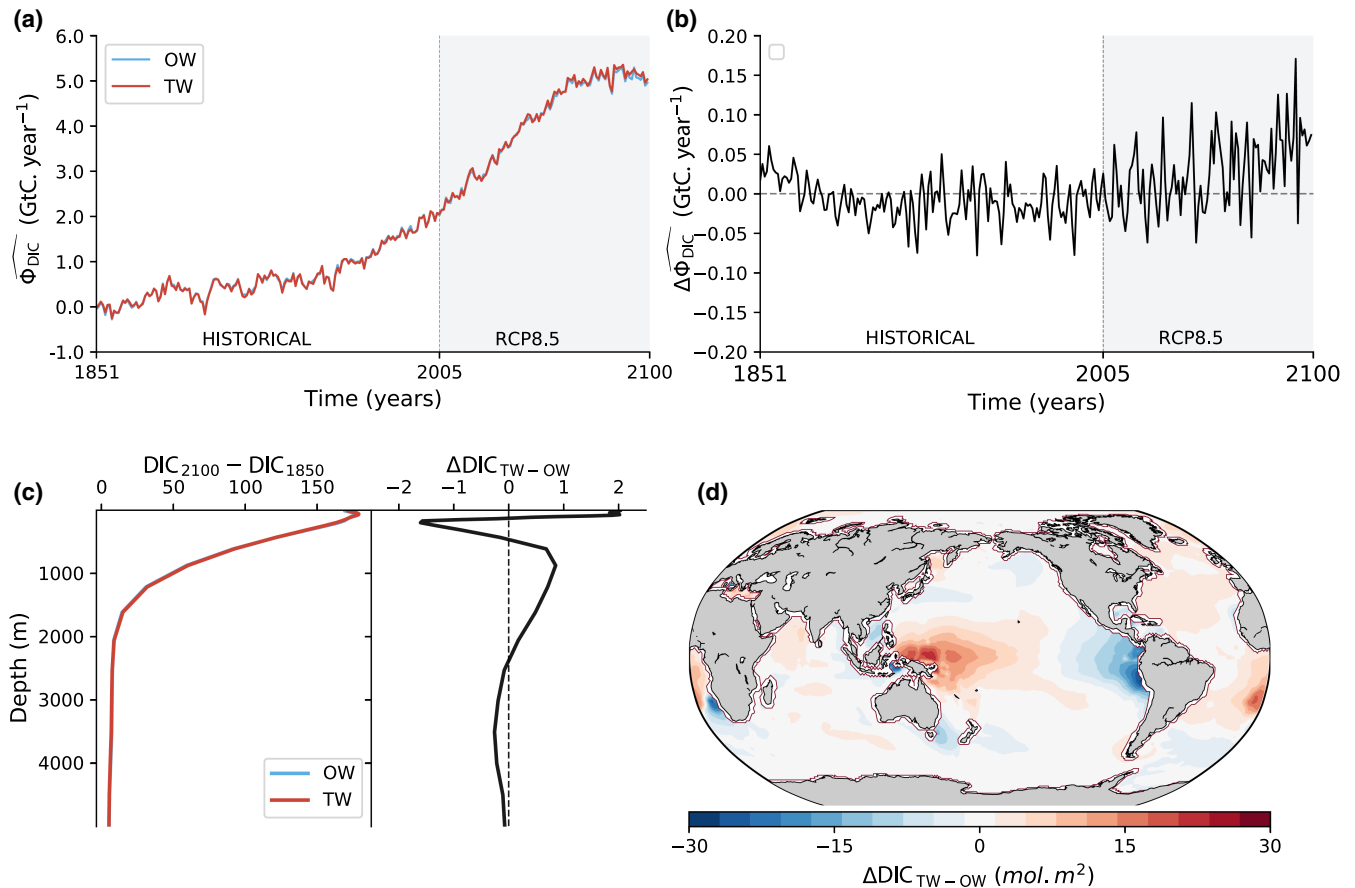 (a)
6.0
5.0
4.0
3.0
2.0
1.0
0.0
−1.0
Φ_DIC (GtC. year⁻¹)
OW
TW
HISTORICAL
RCP8.5
1851
2005
2100
Time (years)
(b)
0.20
0.15
0.10
0.05
0.00
−0.05
−0.10
−0.15
−0.20
ΔΦ_DIC (GtC. year⁻¹)
HISTORICAL
RCP8.5
1851
2005
2100
Time (years)
(c)
DIC₂₁₀₀ − DIC₁₈₅₀
0 50 100 150
ΔDIC_TW−OW
−2 −1 0 1 2
1000
2000
3000
4000
Depth (m)
OW
TW
(d)
−30 −15 0 15 30
ΔDIC_TW−OW (mol. m²)